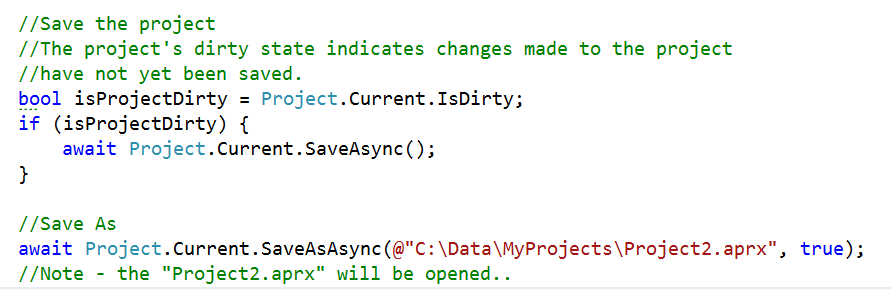 //Save the project
//The project's dirty state indicates changes made to the project
//have not yet been saved.
bool isProjectDirty = Project.Current.IsDirty;
if (isProjectDirty) {
    await Project.Current.SaveAsync();
}

//Save As
await Project.Current.SaveAsAsync(@"C:\Data\MyProjects\Project2.aprx", true);
//Note - the "Project2.aprx" will be opened..